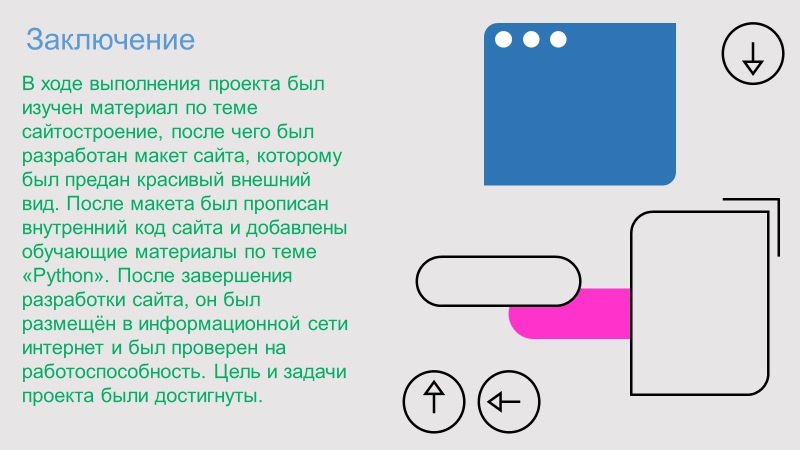 Заключение
В ходе выполнения проекта был
изучен материал по теме
сайтостроение, после чего был
разработан макет сайта, которому
был предан красивый внешний
вид. После макета был прописан
внутренний код сайта и добавлены
обучающие материалы по теме
«Python». После завершения
разработки сайта, он был
размещён в информационной сети
интернет и был проверен на
работоспособность. Цель и задачи
проекта были достигнуты.